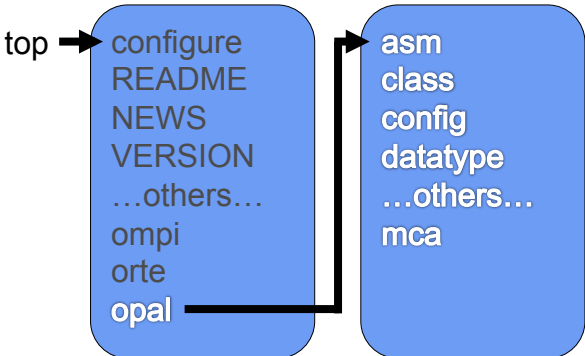 top
configure
README
NEWS
VERSION
…others…
ompi
orte
opal
asm
class
config
datatype
…others…
mca